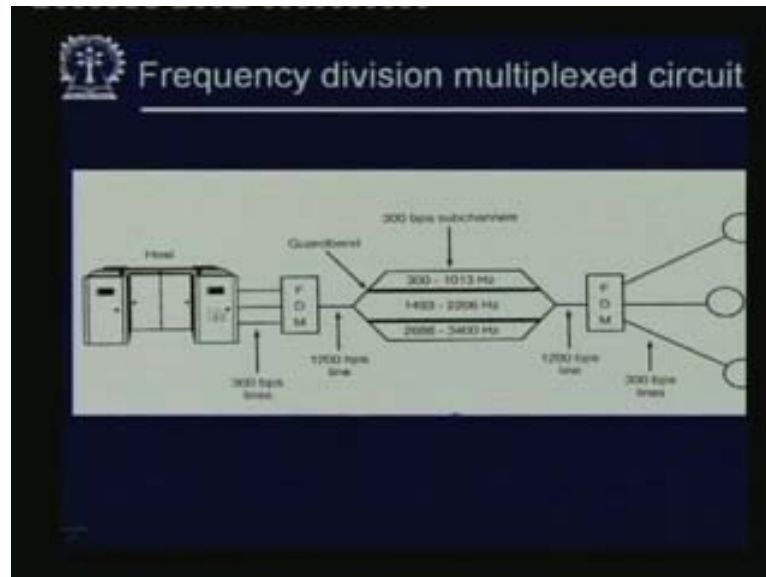 Frequency division multiplexed circuit
300 bps subchannels
Guardband
Host
300 - 1013 Hz
F
D
M
1493 - 2206 Hz
F
D
M
2686 - 3400 Hz
1200 bps
line
1200 bps
line
300 bps
lines
300 bps
lines